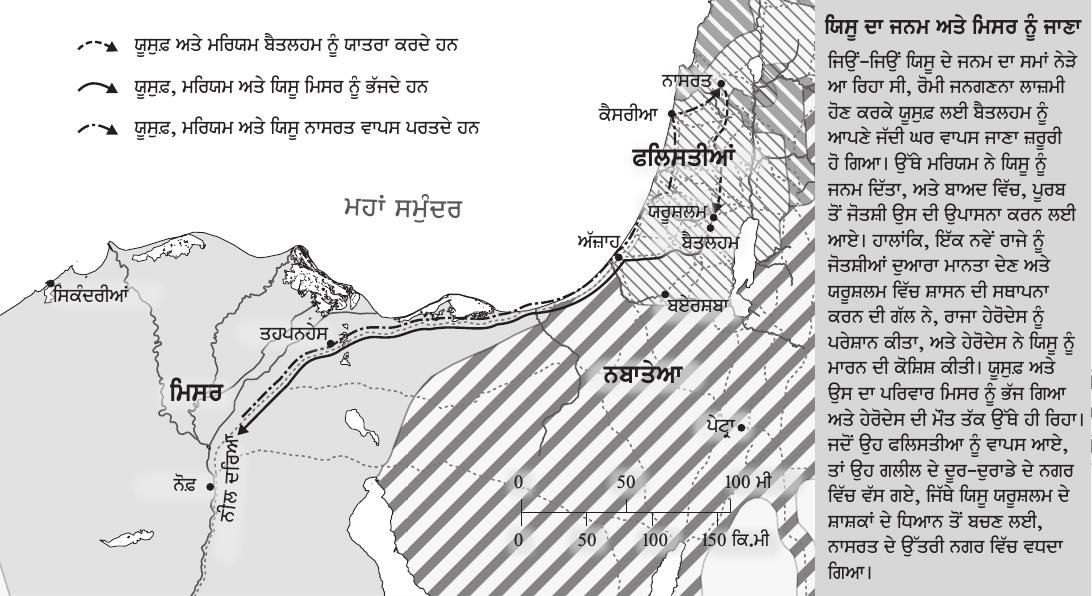 ਯੂਸੁਫ਼ ਅਤੇ ਮਰਿਯਮ ਬੈਤਲਹਮ ਨੂੰ ਯਾਤਰਾ ਕਰਦੇ ਹਨ
ਯੂਸੁਫ਼, ਮਰਿਯਮ ਅਤੇ ਯਿਸੂ ਮਿਸਰ ਨੂੰ ਭੱਜਦੇ ਹਨ
ਯੂਸੁਫ਼, ਮਰਿਯਮ ਅਤੇ ਯਿਸੂ ਨਾਸਰਤ ਵਾਪਸ ਪਰਤਦੇ ਹਨ
ਨਾਸਰਤ
ਕੈਸਰੀਆ
ਫਲਿਸਤੀਆਂ
ਮਹਾਂ ਸਮੁੰਦਰ
ਯਰੂਸ਼ਲਮ
ਅੱਜ਼ਾਹ
ਬੈਤਲਹਮ
ਸਿਕੰਦਰੀਆਂ
ਬਏਰਸ਼ਬਾ
ਤਹਪਨਹੇਸ
ਨਬਾਤੇਆ
ਮਿਸਰ
ਪੇਟ੍ਰਾ
ਨੀਲ ਦਰਿਆ
ਨੋਫ਼
0 50 100 ਮੀ
0 50 100 150 ਕਿ.ਮੀ
ਯਿਸੂ ਦਾ ਜਨਮ ਅਤੇ ਮਿਸਰ ਨੂੰ ਜਾਣਾ
ਜਿਉਂ-ਜਿਉਂ ਯਿਸੂ ਦੇ ਜਨਮ ਦਾ ਸਮਾਂ ਨੇੜੇ
ਆ ਰਿਹਾ ਸੀ, ਰੋਮੀ ਜਨਗਣਨਾ ਲਾਜ਼ਮੀ
ਹੋਣ ਕਰਕੇ ਯੂਸੁਫ਼ ਲਈ ਬੈਤਲਹਮ ਨੂੰ
ਆਪਣੇ ਜੱਦੀ ਘਰ ਵਾਪਸ ਜਾਣਾ ਜ਼ਰੂਰੀ
ਹੋ ਗਿਆ। ਉੱਥੇ ਮਰਿਯਮ ਨੇ ਯਿਸੂ ਨੂੰ
ਜਨਮ ਦਿੱਤਾ, ਅਤੇ ਬਾਅਦ ਵਿੱਚ, ਪੂਰਬ
ਤੋਂ ਜੋਤਸ਼ੀ ਉਸ ਦੀ ਉਪਾਸਨਾ ਕਰਨ ਲਈ
ਆਏ। ਹਾਲਾਂਕਿ, ਇੱਕ ਨਵੇਂ ਰਾਜੇ ਨੂੰ
ਜੋਤਸ਼ੀਆਂ ਦੁਆਰਾ ਮਾਨਤਾ ਦੇਣ ਅਤੇ
ਯਰੂਸ਼ਲਮ ਵਿੱਚ ਸ਼ਾਸਨ ਦੀ ਸਥਾਪਨਾ
ਕਰਨ ਦੀ ਗੱਲ ਨੇ, ਰਾਜਾ ਹੇਰੋਦੇਸ ਨੂੰ
ਪਰੇਸ਼ਾਨ ਕੀਤਾ, ਅਤੇ ਹੇਰੋਦੇਸ ਨੇ ਯਿਸੂ ਨੂੰ
ਮਾਰਨ ਦੀ ਕੋਸ਼ਿਸ਼ ਕੀਤੀ। ਯੂਸੁਫ਼ ਅਤੇ
ਉਸ ਦਾ ਪਰਿਵਾਰ ਮਿਸਰ ਨੂੰ ਭੱਜ ਗਿਆ
ਅਤੇ ਹੇਰੋਦੇਸ ਦੀ ਮੌਤ ਤੱਕ ਉੱਥੇ ਹੀ ਰਿਹਾ।
ਜਦੋਂ ਉਹ ਫਲਿਸਤੀਆ ਨੂੰ ਵਾਪਸ ਆਏ,
ਤਾਂ ਉਹ ਗਲੀਲ ਦੇ ਦੂਰ-ਦੁਰਾਡੇ ਦੇ ਨਗਰ
ਵਿੱਚ ਵੱਸ ਗਏ, ਜਿੱਥੇ ਯਿਸੂ ਯਰੂਸ਼ਲਮ ਦੇ
ਸ਼ਾਸ਼ਕਾਂ ਦੇ ਧਿਆਨ ਤੋਂ ਬਚਣ ਲਈ,
ਨਾਸਰਤ ਦੇ ਉੱਤਰੀ ਨਗਰ ਵਿੱਚ ਵਧਦਾ
ਗਿਆ।